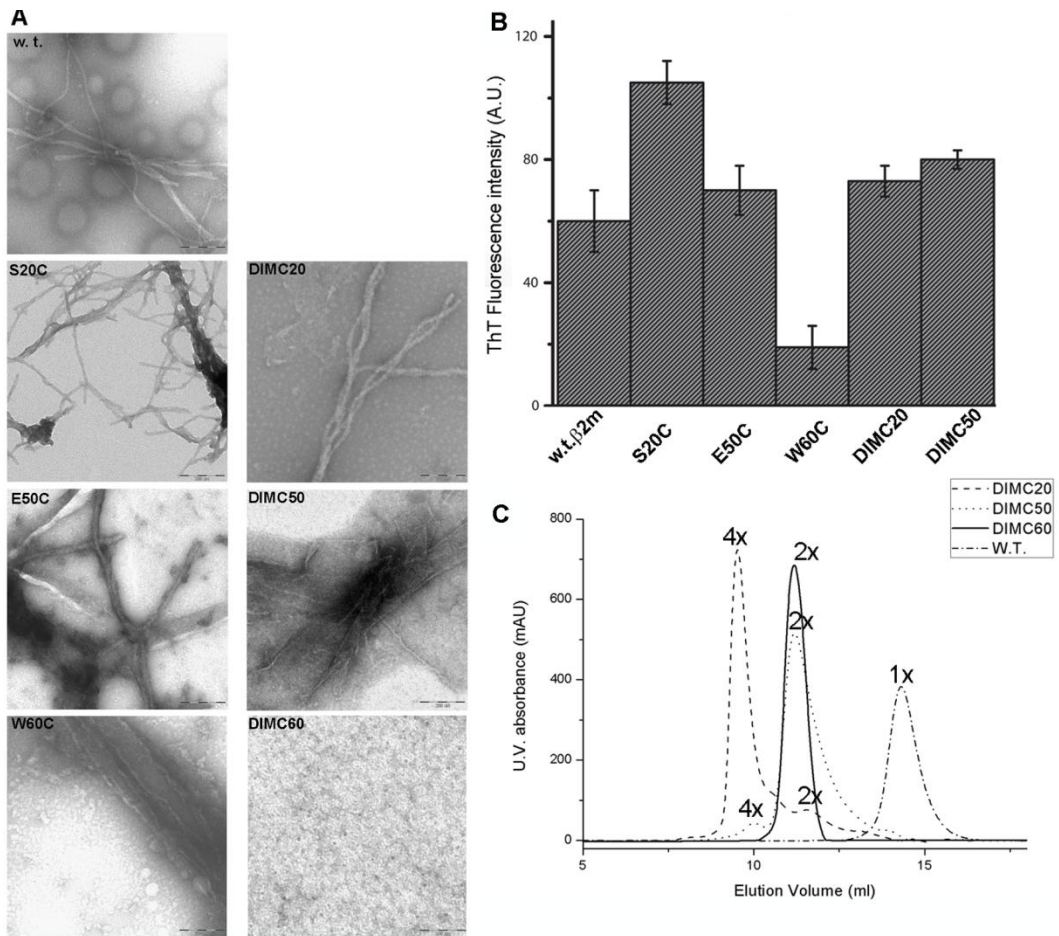 A
w. t.
S20C
DIMC20
E50C
DIMC50
W60C
DIMC60
B
ThT Fluorescence intensity (A.U.)
120
80
40
0
w.t.β2m
S20C
E50C
W60C
DIMC20
DIMC50
C
DIMC20
DIMC50
DIMC60
W.T.
U.V. absorbance (mAU)
800
600
400
200
0
4x
2x
2x
1x
4x
2x
5
10
15
Elution Volume (ml)